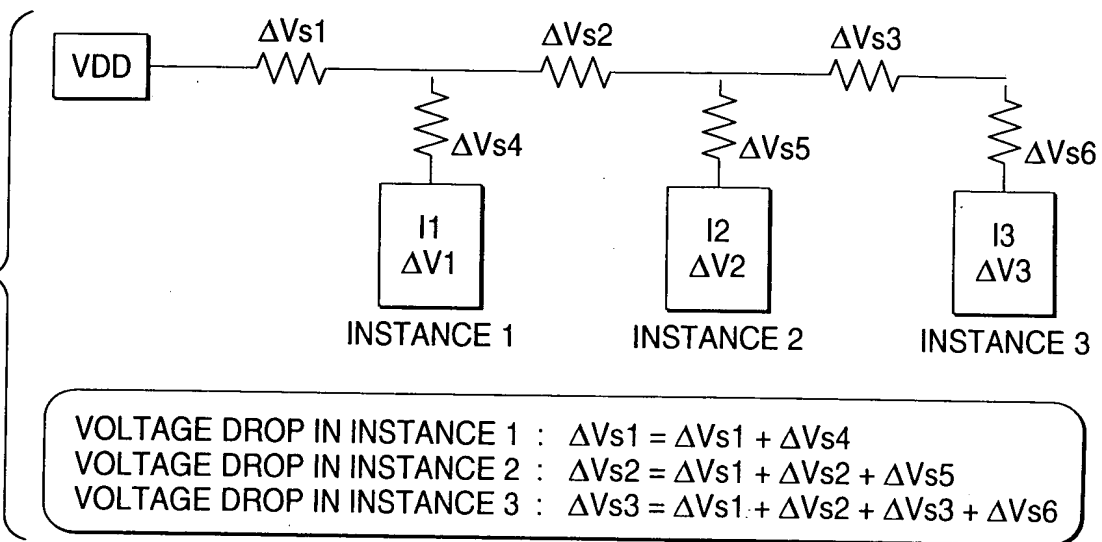 ΔVs1 ΔVs2 ΔVs3
VDD
ΔVs4 ΔVs5 ΔVs6
I1 I2 I3
ΔV1 ΔV2 ΔV3
INSTANCE 1 INSTANCE 2 INSTANCE 3
VOLTAGE DROP IN INSTANCE 1 : ΔVs1 = ΔVs1 + ΔVs4
VOLTAGE DROP IN INSTANCE 2 : ΔVs2 = ΔVs1 + ΔVs2 + ΔVs5
VOLTAGE DROP IN INSTANCE 3 : ΔVs3 = ΔVs1 + ΔVs2 + ΔVs3 + ΔVs6